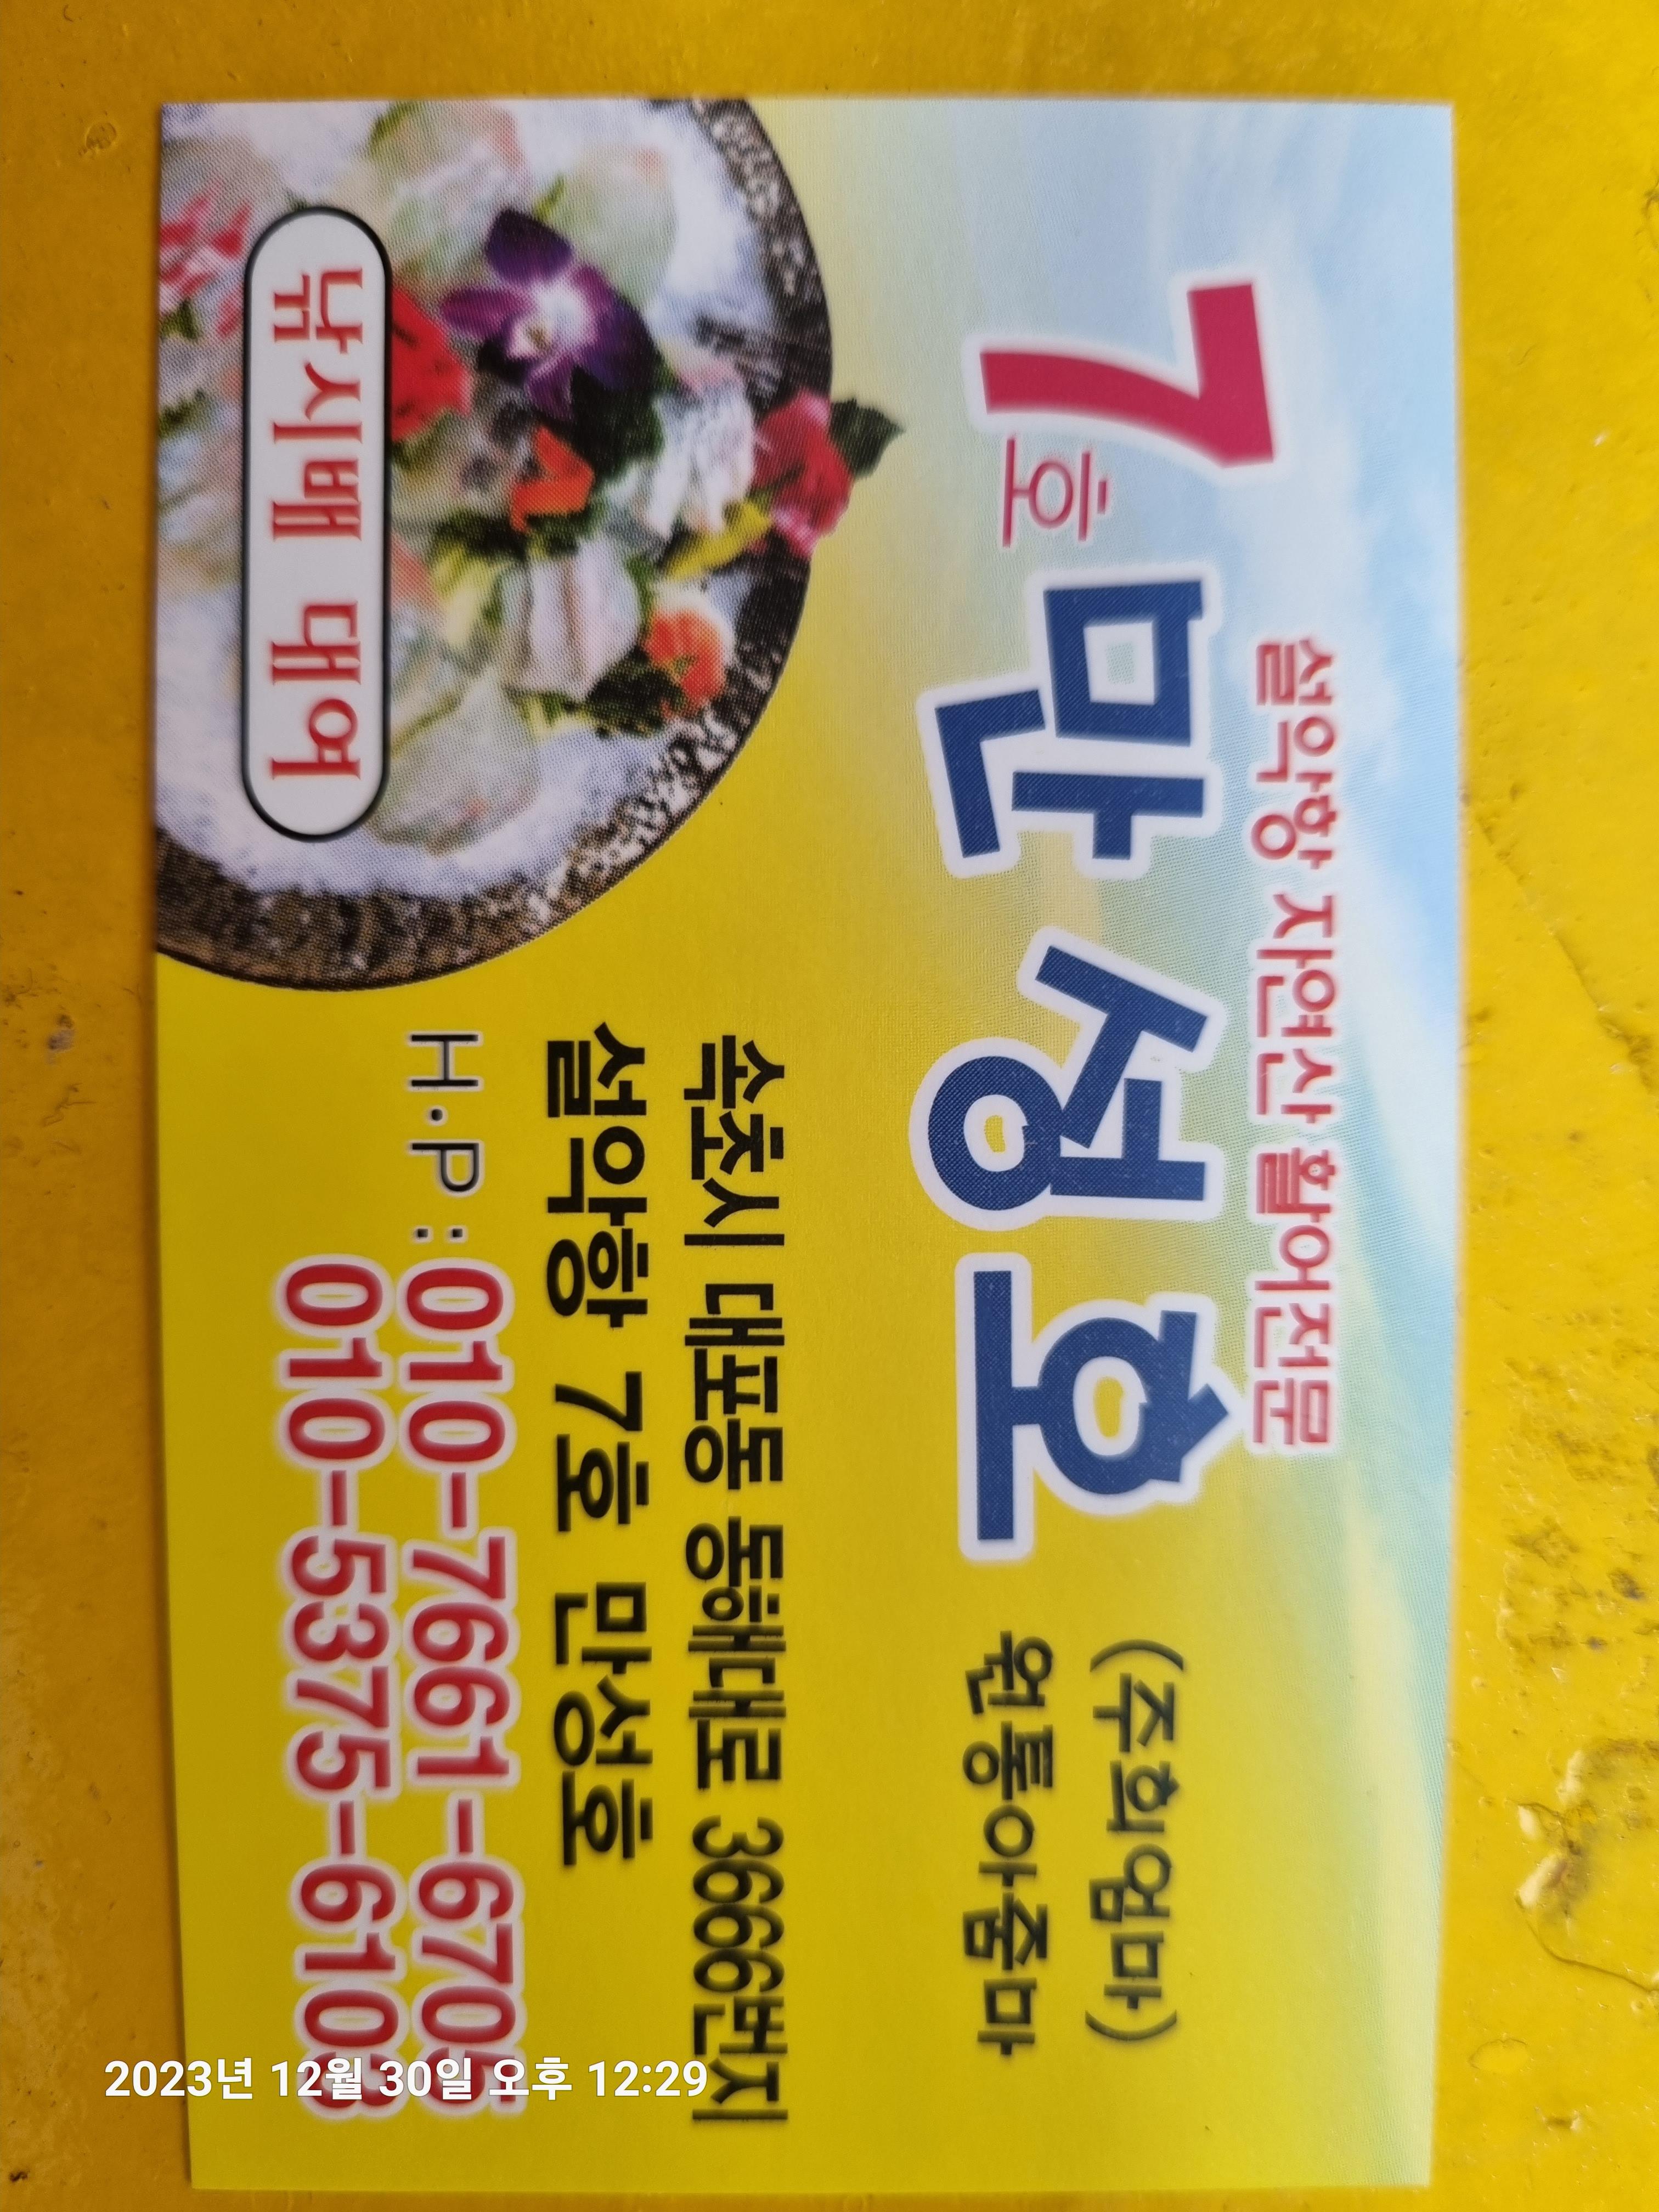 설악항 자연산 활어전문
7호 만성호
(주희엄마)
원통아줌마
속초시 대포동 동해대로 3666번지
설악항 7호 만성호
H.P : 010-7661-6705
010-5375-6103
낚시배 대여
2023년 12월 30일 오후 12:29